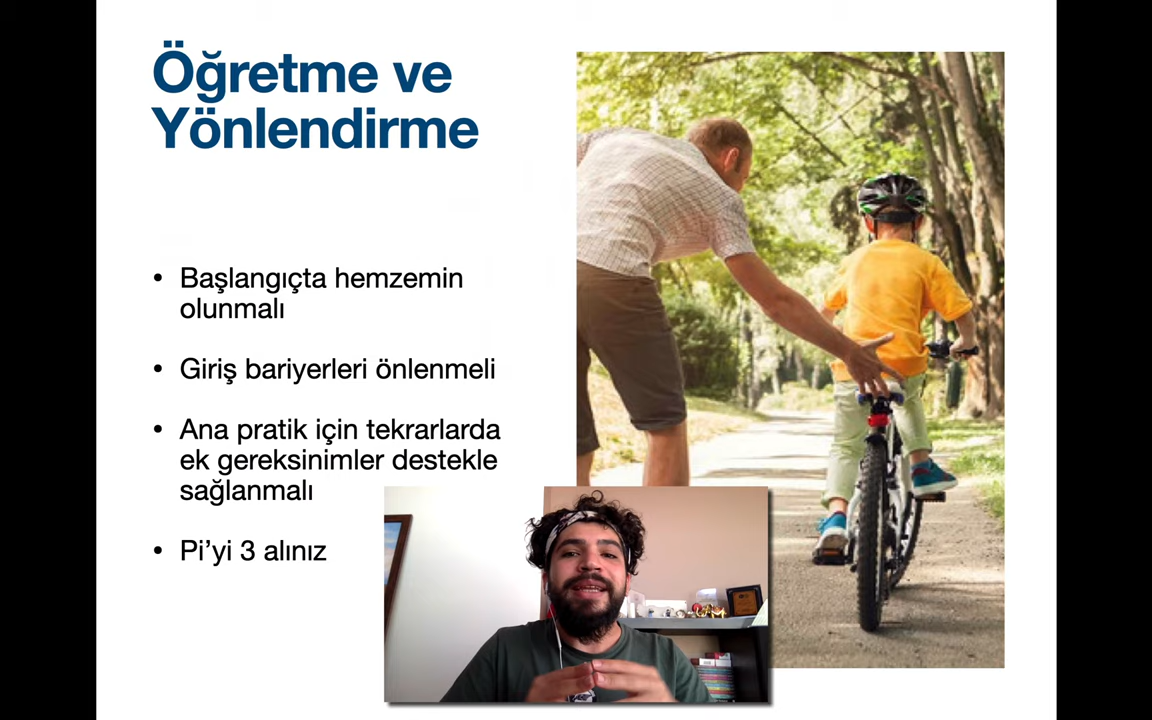 Öğretme ve
Yönlendirme
• Başlangıçta hemzemin
olunmalı
• Giriş bariyerleri önlenmeli
• Ana pratik için tekrarlarda
ek gereksinimler destekle
sağlanmalı
• Pi’yi 3 alınız